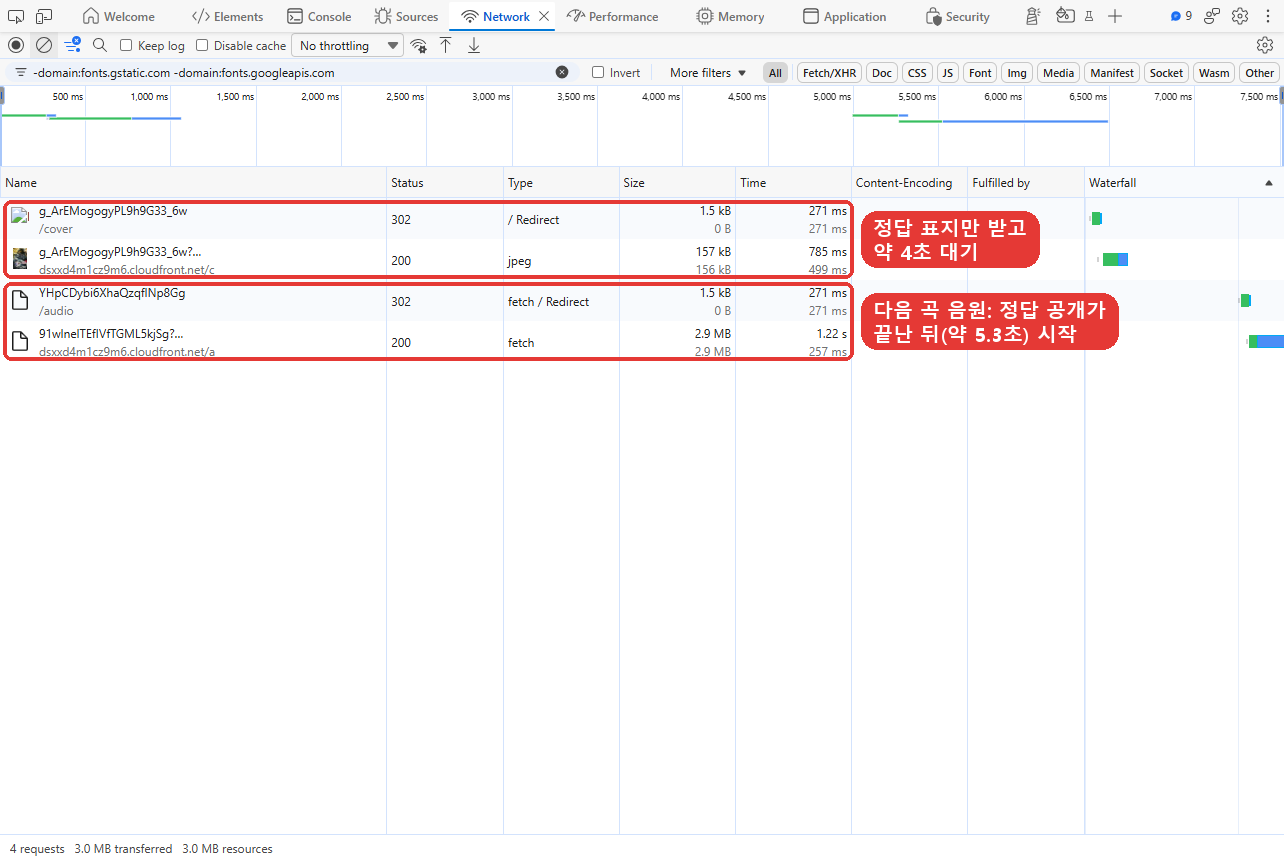 Welcome Elements Console Sources Network Performance Memory Application Security 9
Keep log Disable cache No throttling
-domain:fonts.gstatic.com -domain:fonts.googleapis.com Invert More filters All Fetch/XHR Doc CSS JS Font Img Media Manifest Socket Wasm Other
500 ms 1,000 ms 1,500 ms 2,000 ms 2,500 ms 3,000 ms 3,500 ms 4,000 ms 4,500 ms 5,000 ms 5,500 ms 6,000 ms 6,500 ms 7,000 ms 7,500 ms
Name Status Type Size Time Content-Encoding Fulfilled by Waterfall
g_ArEMogogyPL9h9G33_6w 302 / Redirect 1.5 kB 271 ms
/cover 0 B 271 ms
g_ArEMogogyPL9h9G33_6w?... 200 jpeg 157 kB 785 ms
dsxxd4m1cz9m6.cloudfront.net/c 156 kB 499 ms
정답 표지만 받고
약 4초 대기
YHpCDybi6XhaQzqflNp8Gg 302 fetch / Redirect 1.5 kB 271 ms
/audio 0 B 271 ms
91wlnelTEflVfTGML5kjSg?... 200 fetch 2.9 MB 1.22 s
dsxxd4m1cz9m6.cloudfront.net/a 2.9 MB 257 ms
다음 곡 음원: 정답 공개가
끝난 뒤(약 5.3초) 시작
4 requests 3.0 MB transferred 3.0 MB resources